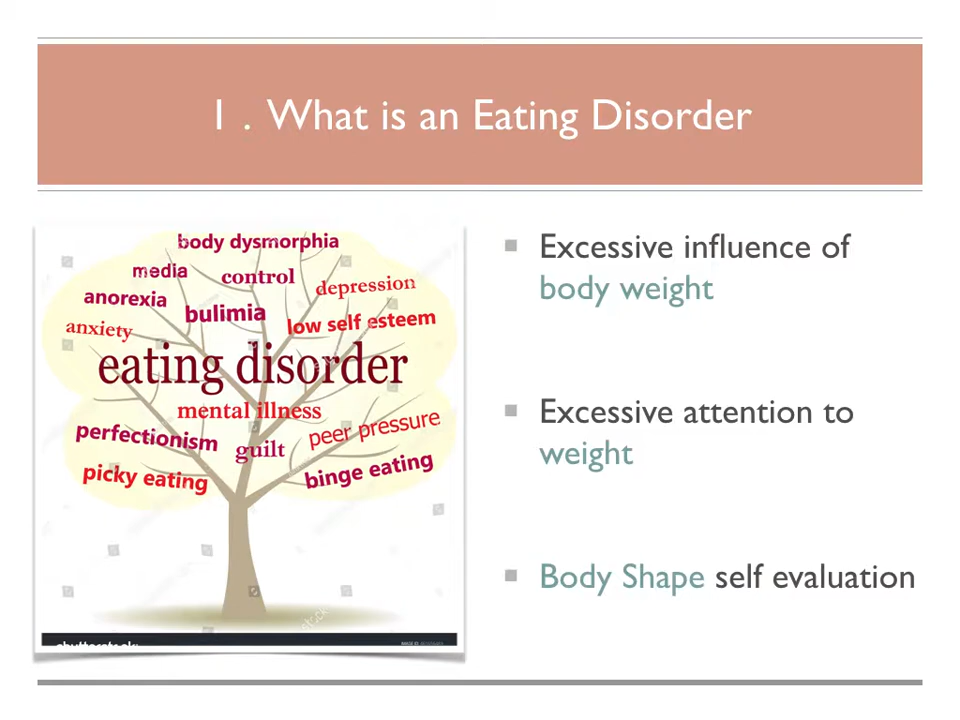 1 . What is an Eating Disorder
body dysmorphia
media
control
depression
anorexia
bulimia
low self esteem
anxiety
eating disorder
mental illness
perfectionism
guilt
peer pressure
picky eating
binge eating
Excessive influence of
body weight
Excessive attention to
weight
Body Shape self evaluation